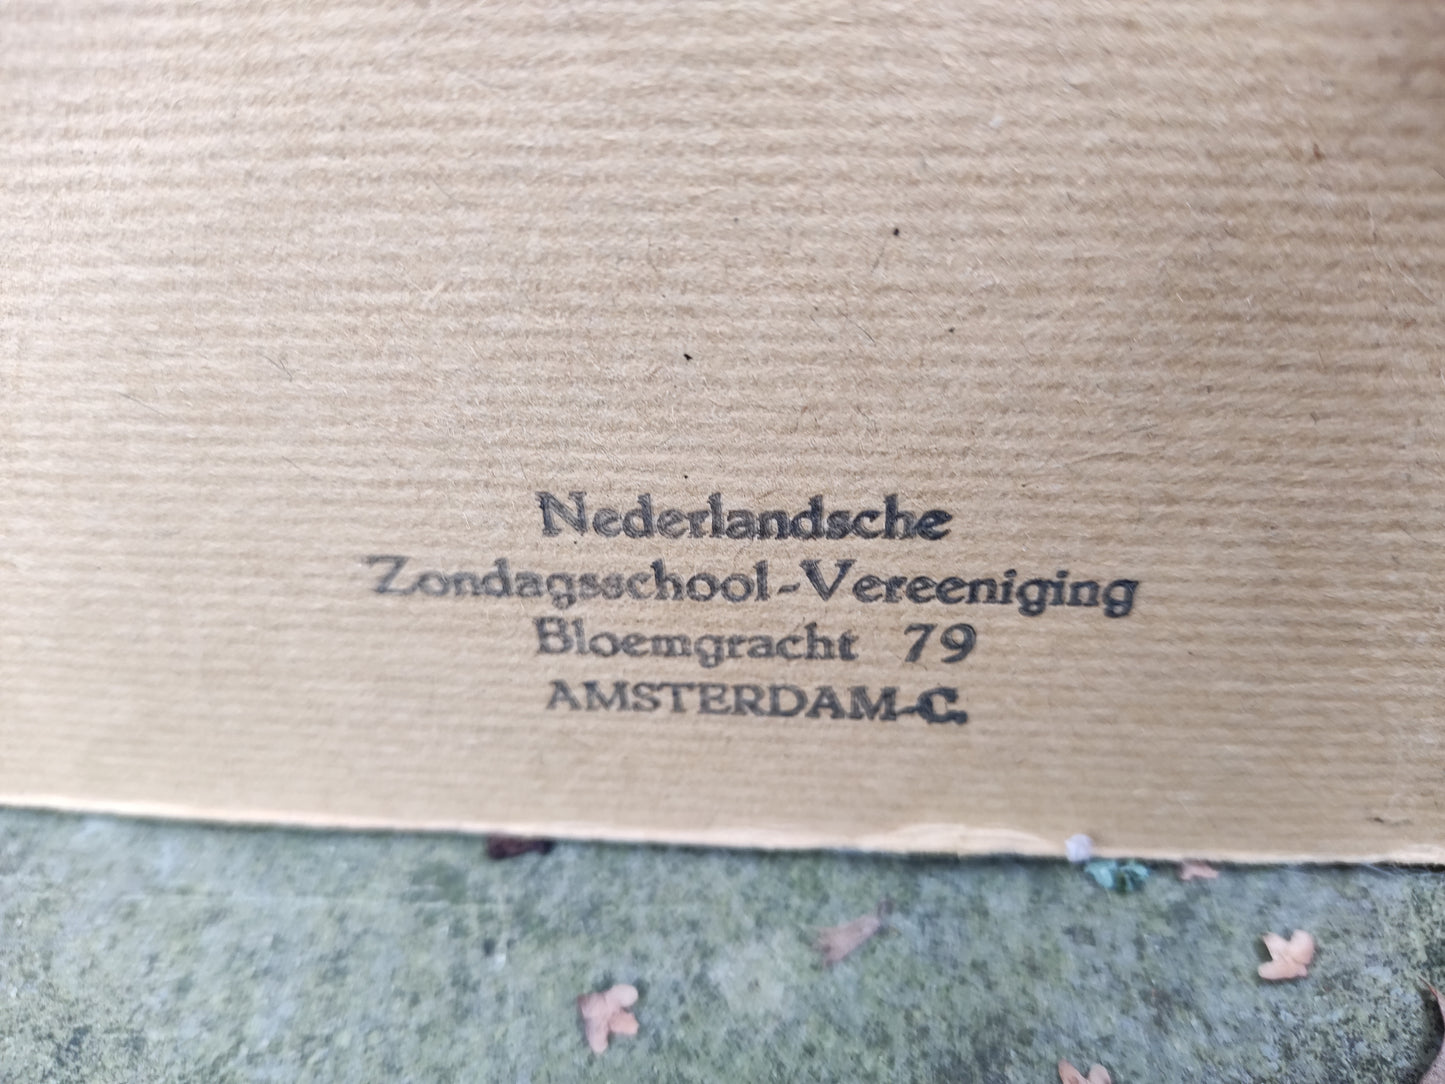 Nederlandsche
Zondagsschool-Vereeniging
Bloemgracht 79
AMSTERDAM-C.